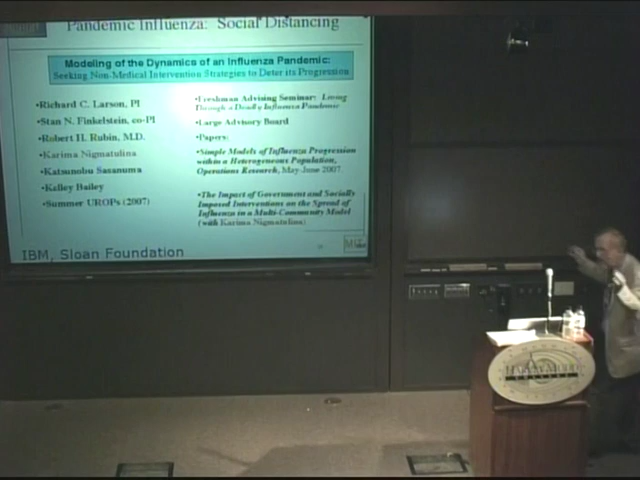 Pandemic Influenza: Social Distancing
Modeling of the Dynamics of an Influenza Pandemic:
Seeking Non-Medical Intervention Strategies to Deter its Progression
•Richard C. Larson, PI
•Stan N. Finkelstein, co-PI
•Robert H. Rubin, M.D.
•Karima Nigmatulina
•Katsunobu Sasanuma
•Kelley Bailey
•Summer UROPs (2007)
•Freshman Advising Seminar: Living
Through a Deadly Influenza Pandemic
•Large Advisory Board
•Papers:
•Simple Models of Influenza Progression
within a Heterogeneous Population,
Operations Research, May-June 2007.
•The Impact of Government and Socially
Imposed Interventions on the Spread of
Influenza in a Multi-Community Model
(with Karima Nigmatulina)
IBM, Sloan Foundation
MIT
HARVEY MUDD
COLLEGE